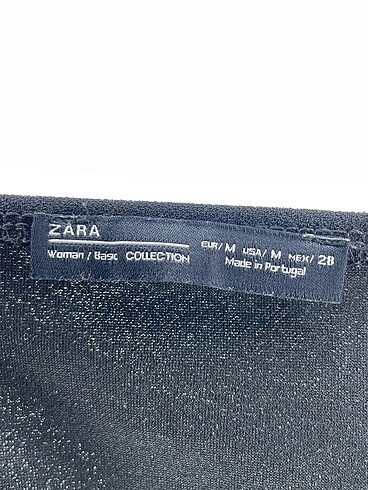 ZARA
Woman / Basic COLLECTION
EUR/ M USA/ M MEX/ 28
Made in Portugal